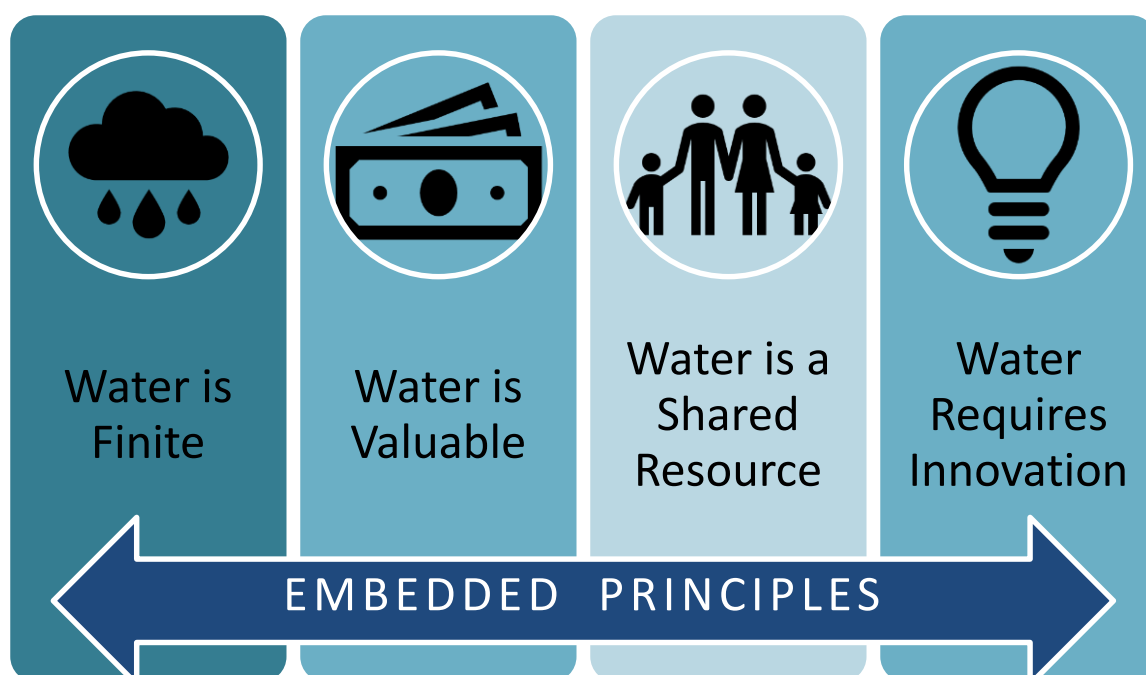 Water is
Finite
Water is
Valuable
Water is a
Shared
Resource
Water
Requires
Innovation
EMBEDDED PRINCIPLES